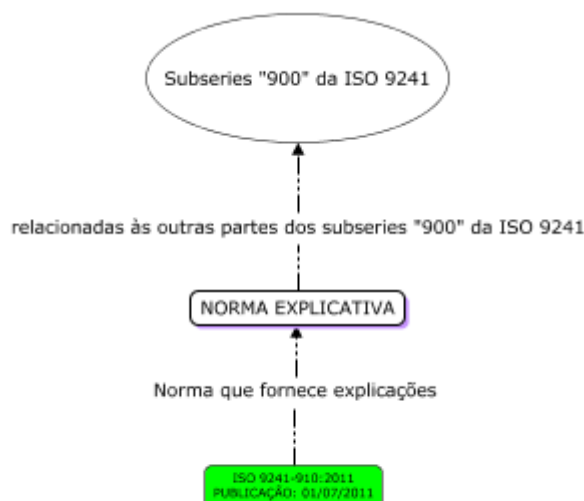 Subseries "900" da ISO 9241
relacionadas às outras partes dos subseries "900" da ISO 9241
NORMA EXPLICATIVA
Norma que fornece explicações
ISO 9241-910:2011
PUBLICAÇÃO: 01/07/2011